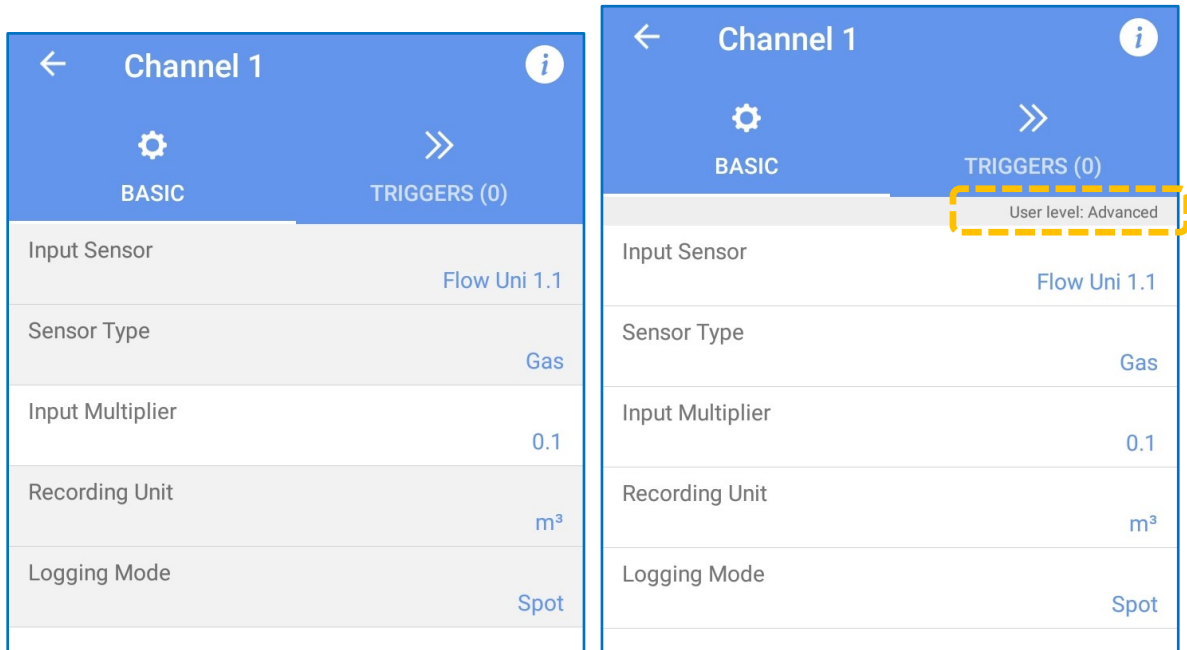 Channel 1
i
BASIC
TRIGGERS (0)
Input Sensor
Flow Uni 1.1
Sensor Type
Gas
Input Multiplier
0.1
Recording Unit
m³
Logging Mode
Spot
Channel 1
i
BASIC
TRIGGERS (0)
User level: Advanced
Input Sensor
Flow Uni 1.1
Sensor Type
Gas
Input Multiplier
0.1
Recording Unit
m³
Logging Mode
Spot